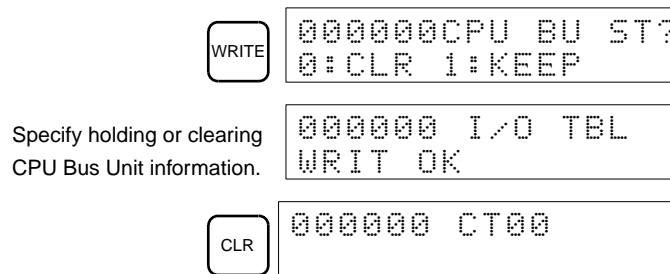 WRITE
000000CPU BU ST?
0:CLR 1:KEEP
Specify holding or clearing
CPU Bus Unit information.
000000 I/O TBL
WRIT OK
CLR
000000 CT00